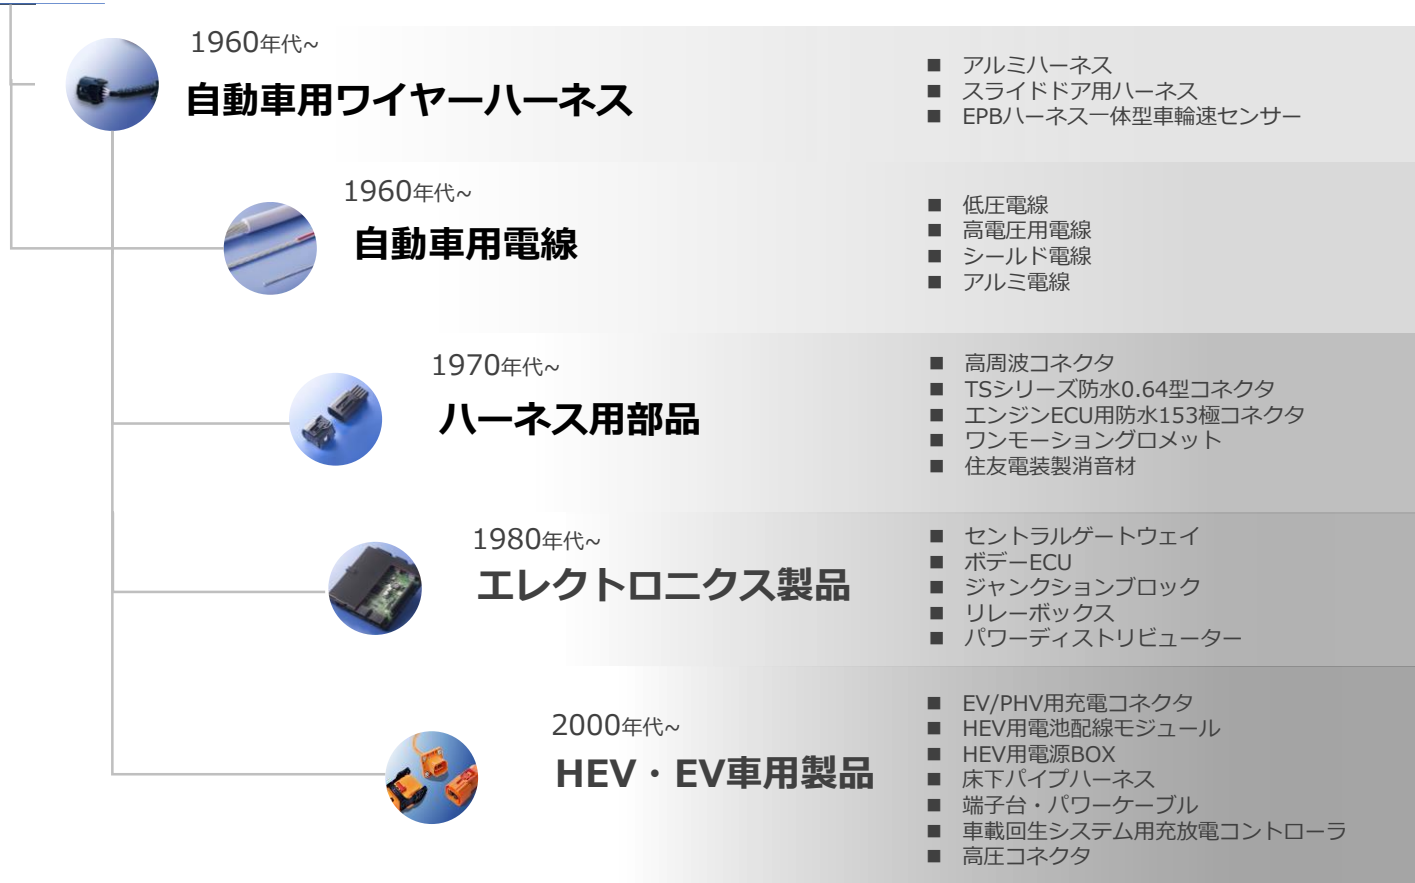 1960年代~
自動車用ワイヤーハーネス
■ アルミハーネス
■ スライドドア用ハーネス
■ EPBハーネス一体型車輪速センサー
1960年代~
自動車用電線
■ 低圧電線
■ 高電圧用電線
■ シールド電線
■ アルミ電線
1970年代~
ハーネス用部品
■ 高周波コネクタ
■ TSシリーズ防水0.64型コネクタ
■ エンジンECU用防水153極コネクタ
■ ワンモーショングロメット
■ 住友電装製消音材
1980年代~
エレクトロニクス製品
■ セントラルゲートウェイ
■ ボデーECU
■ ジャンクションブロック
■ リレーボックス
■ パワーディストリビューター
2000年代~
HEV・EV車用製品
■ EV/PHV用充電コネクタ
■ HEV用電池配線モジュール
■ HEV用電源BOX
■ 床下パイプハーネス
■ 端子台・パワーケーブル
■ 車載回生システム用充放電コントローラ
■ 高圧コネクタ